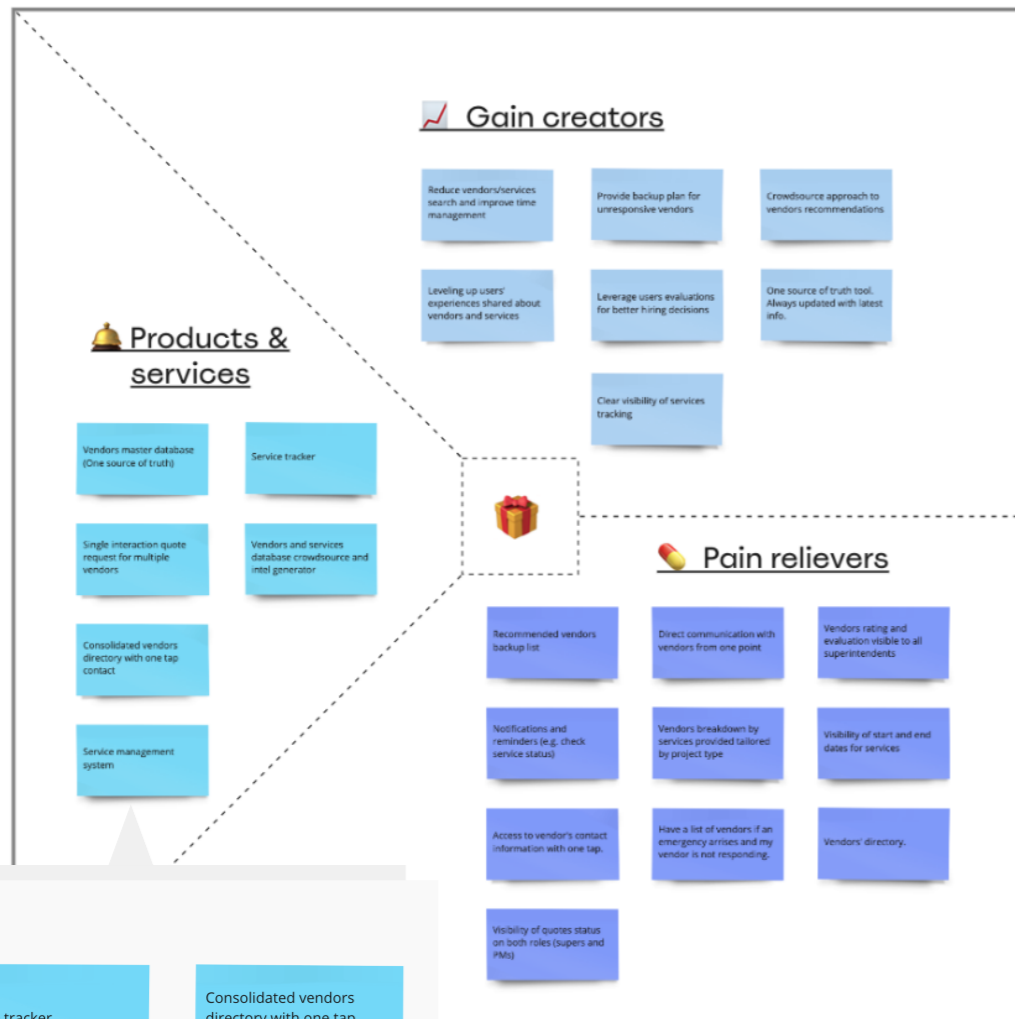 Gain creators
Reduce vendors/services
search and improve time
management
Provide backup plan for
unresponsive vendors
Crowdsource approach to
vendors recommendations
Leveling up users'
experiences shared about
vendors and services
Leverage users evaluations
for better hiring decisions
One source of truth tool.
Always updated with latest
info.
Clear visibility of services
tracking
Products &
services
Vendors master database
(One source of truth)
Service tracker
Single interaction quote
request for multiple
vendors
Vendors and services
database crowdsource and
intel generator
Consolidated vendors
directory with one tap
contact
Service management
system
Pain relievers
Recommended vendors
backup list
Direct communication with
vendors from one point
Vendors rating and
evaluation visible to all
superintendents
Notifications and
reminders (e.g. check
service status)
Vendors breakdown by
services provided tailored
by project type
Visibility of start and end
dates for services
Access to vendor's contact
information with one tap.
Have a list of vendors if an
emergency arrises and my
vendor is not responding.
Vendors' directory.
Visibility of quotes status
on both roles (supers and
PMs)
tracker
Consolidated vendors
directory with one tap